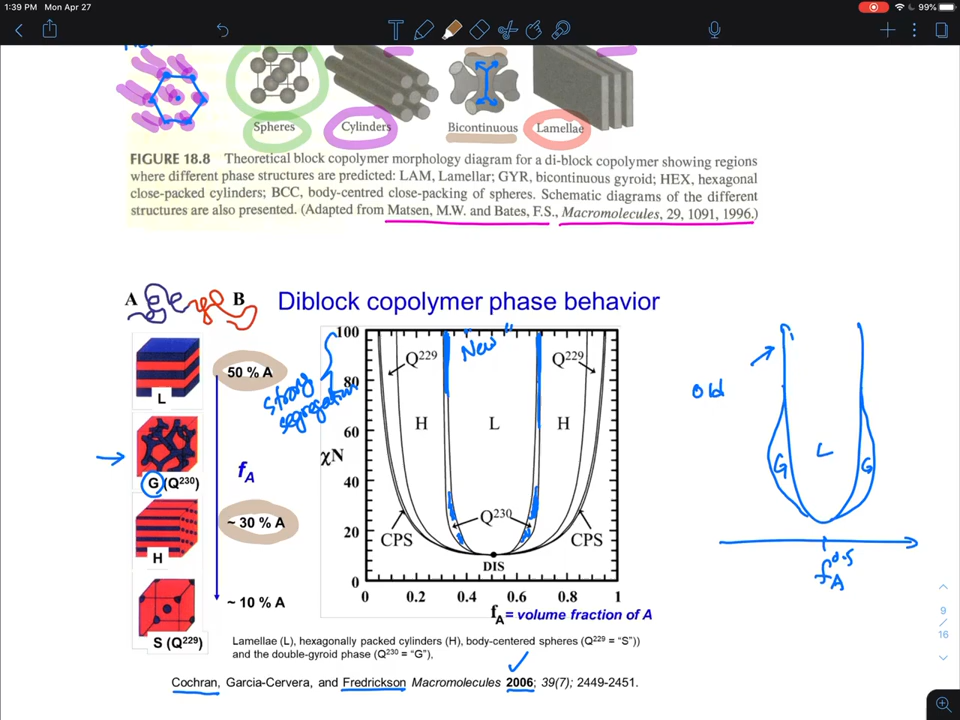 1:39 PM Mon Apr 27
99%
Spheres
Cylinders
Bicontinuous
Lamellae
FIGURE 18.8 Theoretical block copolymer morphology diagram for a di-block copolymer showing regions
where different phase structures are predicted: LAM, Lamellar; GYR, bicontinuous gyroid; HEX, hexagonal
close-packed cylinders; BCC, body-centred close-packing of spheres. Schematic diagrams of the different
structures are also presented. (Adapted from Matsen, M.W. and Bates, F.S., Macromolecules, 29, 1091, 1996.)
A B
Diblock copolymer phase behavior
L
50 % A
G (Q²³⁰)
fA
H
~ 30 % A
S (Q²²⁹)
~ 10 % A
strong
segregation
χN
100
80
60
40
20
0
"New"
Q²²⁹
Q²²⁹
H
L
H
Q²³⁰
CPS
CPS
DIS
0 0.2 0.4 0.6 0.8 1
fA = volume fraction of A
Old
G
L
G
0.5
fA
Lamellae (L), hexagonally packed cylinders (H), body-centered spheres (Q²²⁹ = “S”))
and the double-gyroid phase (Q²³⁰ = “G”),
Cochran, Garcia-Cervera, and Fredrickson Macromolecules 2006; 39(7); 2449-2451.
9
/
16